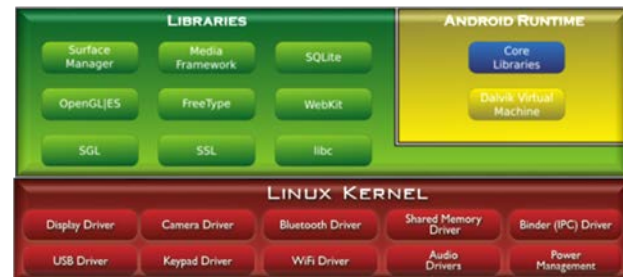 LIBRARIES
ANDROID RUNTIME
Surface
Manager
Media
Framework
SQLite
Core
Libraries
OpenGL|ES
FreeType
WebKit
Dalvik Virtual
Machine
SGL
SSL
libc
LINUX KERNEL
Display Driver
Camera Driver
Bluetooth Driver
Shared Memory
Driver
Binder (IPC) Driver
USB Driver
Keypad Driver
WiFi Driver
Audio
Drivers
Power
Management